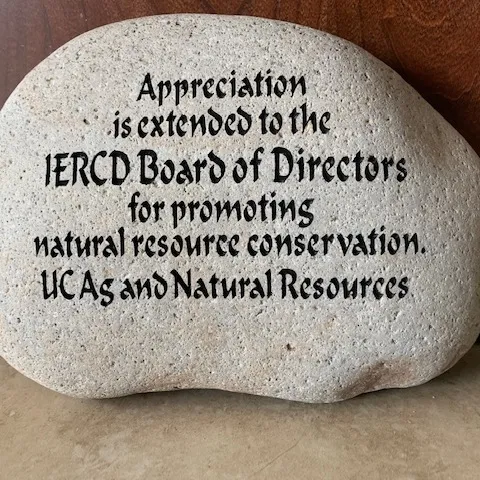 Appreciation
is extended to the
IERCD Board of Directors
for promoting
natural resource conservation.
UC Ag and Natural Resources